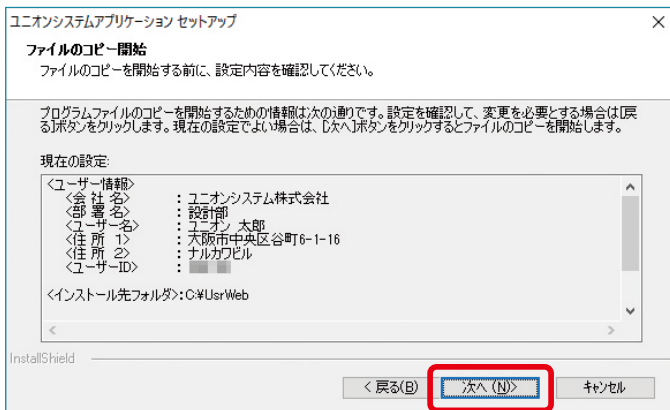 ユニオンシステムアプリケーション セットアップ
ファイルのコピー開始
ファイルのコピーを開始する前に、設定内容を確認してください。
プログラムファイルのコピーを開始するための情報は次の通りです。設定を確認して、変更を必要とする場合は[戻
る]ボタンをクリックします。現在の設定でよい場合は、[次へ]ボタンをクリックするとファイルのコピーを開始します。
現在の設定:
<ユーザー情報>
<会 社 名> : ユニオンシステム株式会社
<部 署 名> : 設計部
<ユーザー名> : ユニオン 太郎
<住 所 1> : 大阪市中央区谷町6-1-16
<住 所 2> : ナルカワビル
<ユーザーID> :
<インストール先フォルダ>:C:¥UsrWeb
InstallShield
< 戻る(B)
次へ (N)>
キャンセル